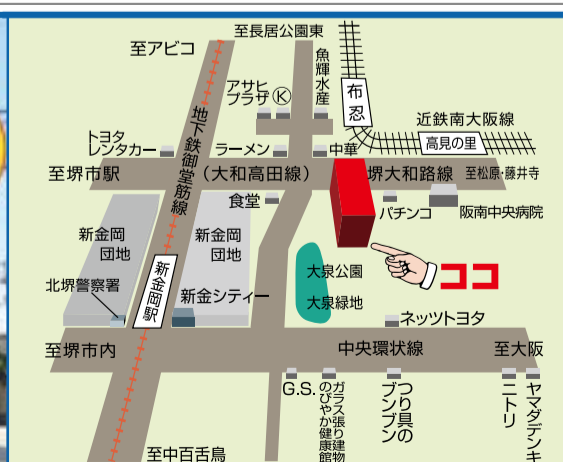 至長居公園東
至アビコ
魚輝水産
アサヒ
プラザ
Ⓚ
布忍
近鉄南大阪線
高見の里
地下鉄御堂筋線
トヨタ
レンタカー
ラーメン
中華
至堺市駅
(大和高田線)
堺大和路線
至松原・藤井寺
食堂
パチンコ
阪南中央病院
新金岡
団地
新金岡
団地
大泉公園
大泉緑地
ココ
北堺警察署
新金岡駅
新金シティー
ネッツトヨタ
至堺市内
中央環状線
至大阪
G.S.
ガラス張り建物
のびやか健康館
つり具の
ブンブン
ニトリ
ヤマダデンキ
至中百舌鳥